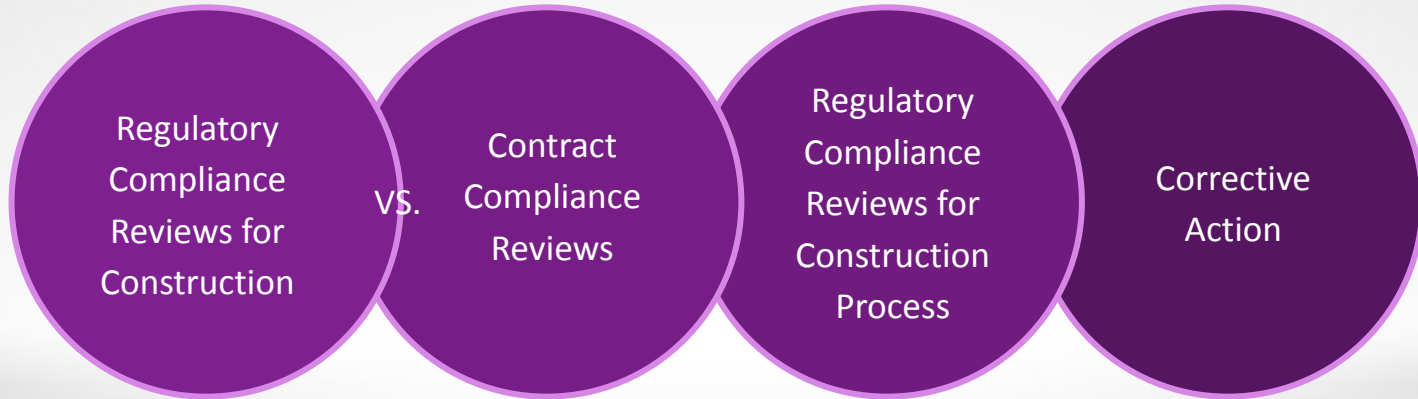 Regulatory
Compliance
Reviews for
Construction
VS.
Contract
Compliance
Reviews
Regulatory
Compliance
Reviews for
Construction
Process
Corrective
Action